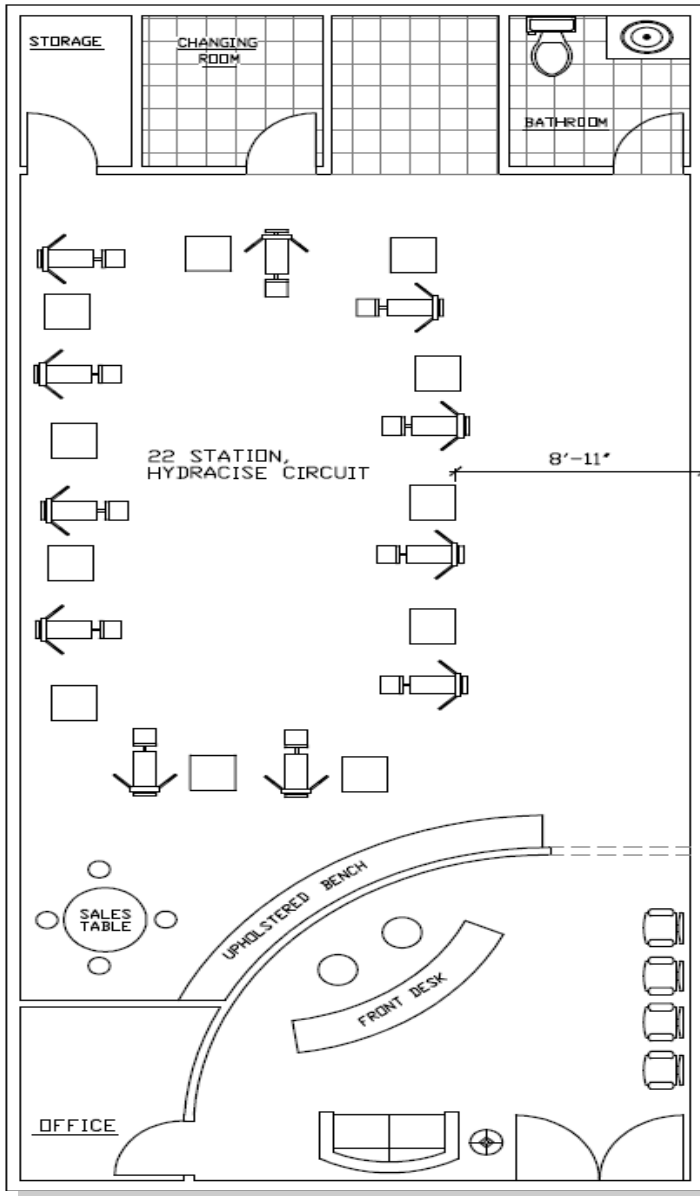 STORAGE
CHANGING
ROOM
BATHROOM
22 STATION,
HYDRACISE CIRCUIT
8'-11"
UPHOLSTERED BENCH
SALES
TABLE
FRONT DESK
OFFICE